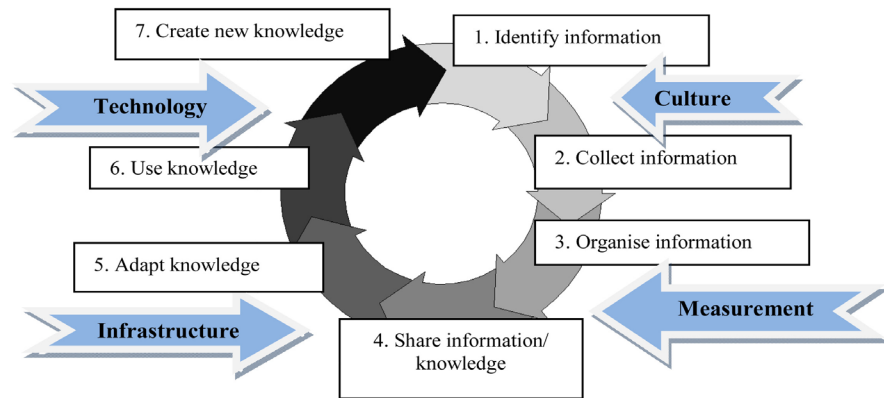 7. Create new knowledge
1. Identify information
Technology
Culture
6. Use knowledge
2. Collect information
5. Adapt knowledge
3. Organise information
Infrastructure
Measurement
4. Share information/
knowledge